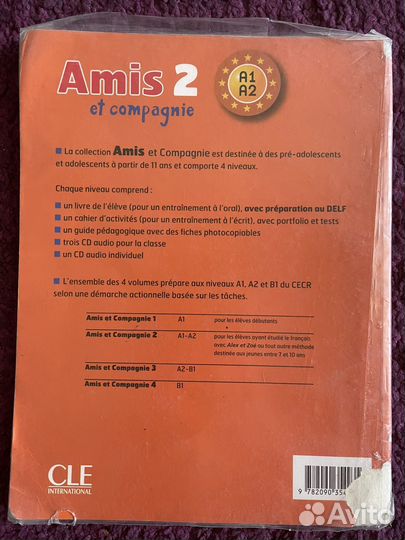 Amis 2
et compagnie
A1
A2
La collection Amis et Compagnie est destinée à des pré-adolescents
et adolescents à partir de 11 ans et comporte 4 niveaux.
Chaque niveau comprend :
un livre de l'élève (pour un entraînement à l'oral), avec préparation au DELF
un cahier d'activités (pour un entraînement à l'écrit), avec portfolio et tests
un guide pédagogique avec des fiches photocopiables
trois CD audio pour la classe
un CD audio individuel
L'ensemble des 4 volumes prépare aux niveaux A1, A2 et B1 du CECR
selon une démarche actionnelle basée sur les tâches.
Amis et Compagnie 1 A1 pour les élèves débutants
Amis et Compagnie 2 A1-A2 pour les élèves ayant étudié le français
avec Alex et Zoé ou tout autre méthode
destinée aux jeunes entre 7 et 10 ans
Amis et Compagnie 3 A2-B1
Amis et Compagnie 4 B1
CLE
INTERNATIONAL
9 782090 354
Avito